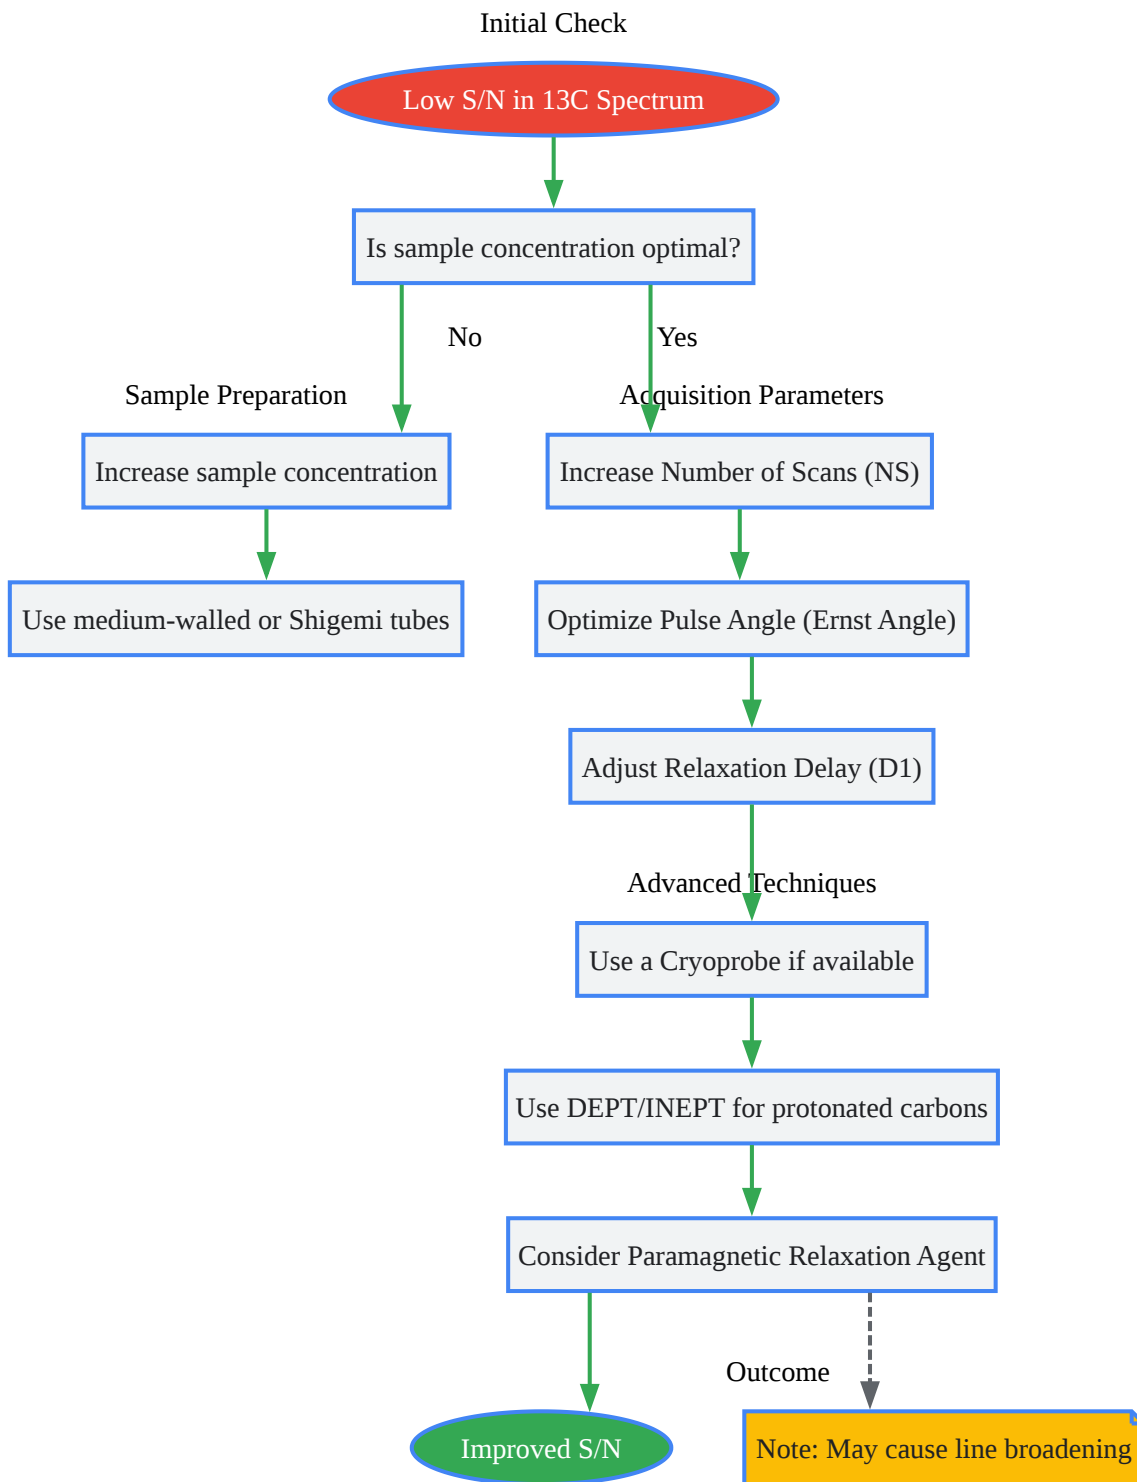 Initial Check
Low S/N in 13C Spectrum
Is sample concentration optimal?
No
Yes
Sample Preparation
Acquisition Parameters
Increase sample concentration
Increase Number of Scans (NS)
Use medium-walled or Shigemi tubes
Optimize Pulse Angle (Ernst Angle)
Adjust Relaxation Delay (D1)
Advanced Techniques
Use a Cryoprobe if available
Use DEPT/INEPT for protonated carbons
Consider Paramagnetic Relaxation Agent
Outcome
Improved S/N
Note: May cause line broadening